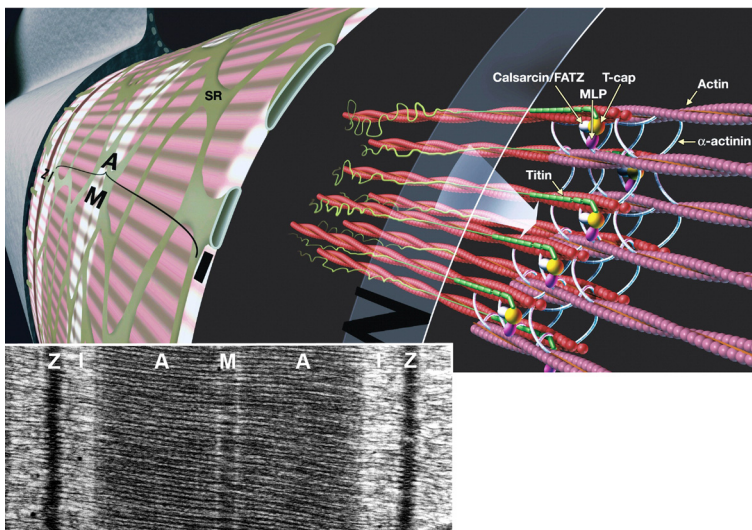 Calsarcin/FATZ
T-cap
MLP
Actin
α-actinin
Titin
SR
A
Z I
M
I
Z
Z I A M A I Z